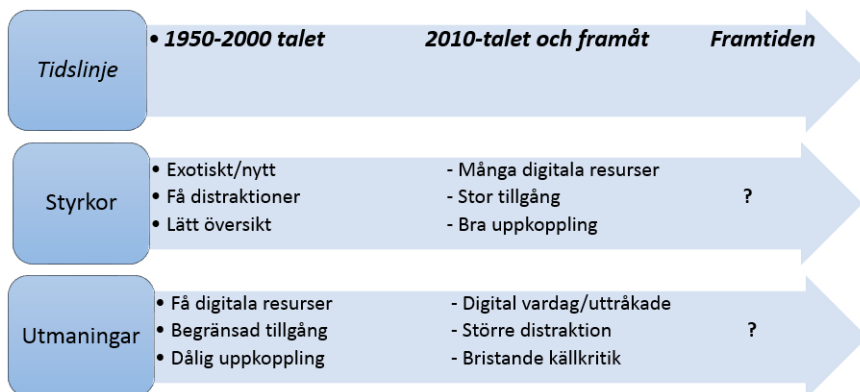 Tidslinje
• 1950-2000 talet 2010-talet och framåt Framtiden
Styrkor
• Exotiskt/nytt - Många digitala resurser
• Få distraktioner - Stor tillgång ?
• Lätt översikt - Bra uppkoppling
Utmaningar
• Få digitala resurser - Digital vardag/uttråkade
• Begränsad tillgång - Större distraktion ?
• Dålig uppkoppling - Bristande källkritik